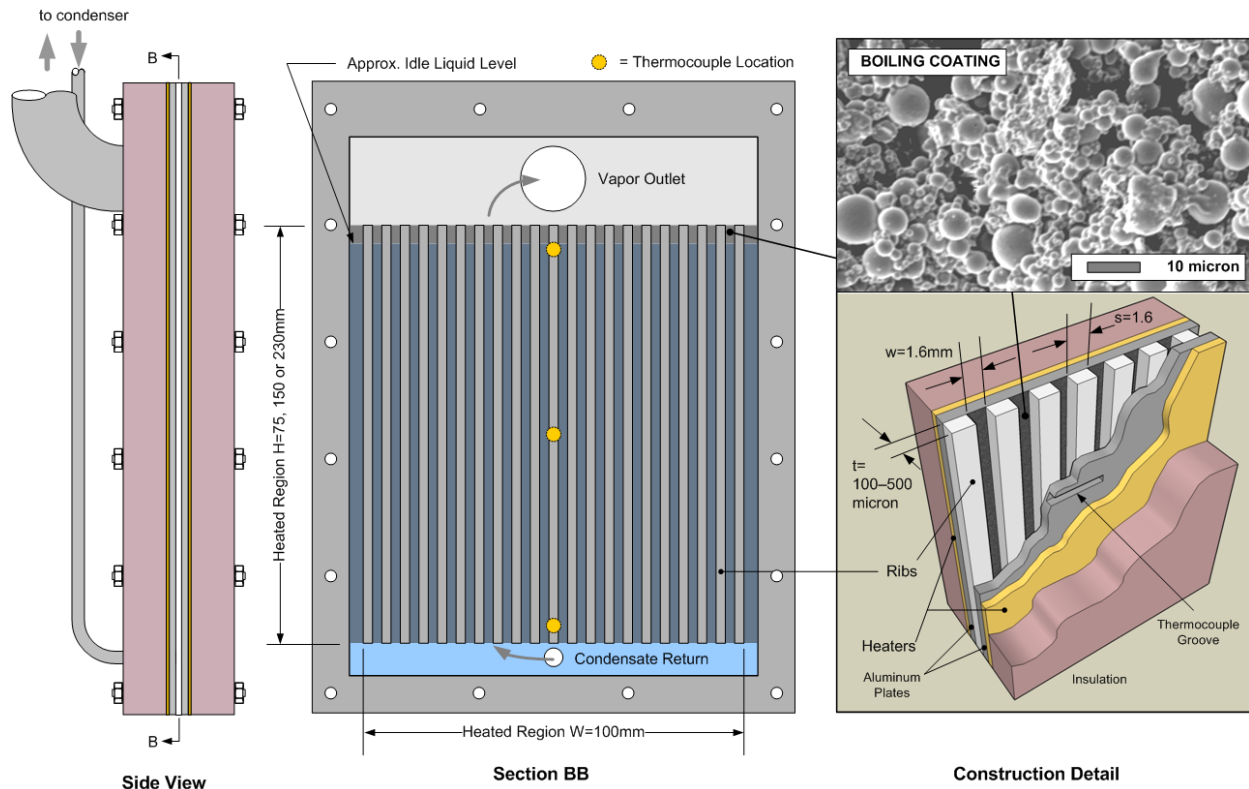 to condenser
B
B
Side View
Approx. Idle Liquid Level
= Thermocouple Location
Vapor Outlet
Heated Region H=75, 150 or 230mm
Ribs
Condensate Return
Heated Region W=100mm
Section BB
BOILING COATING
10 micron
s=1.6
w=1.6mm
t=
100–500
micron
Heaters
Aluminum
Plates
Insulation
Thermocouple
Groove
Construction Detail